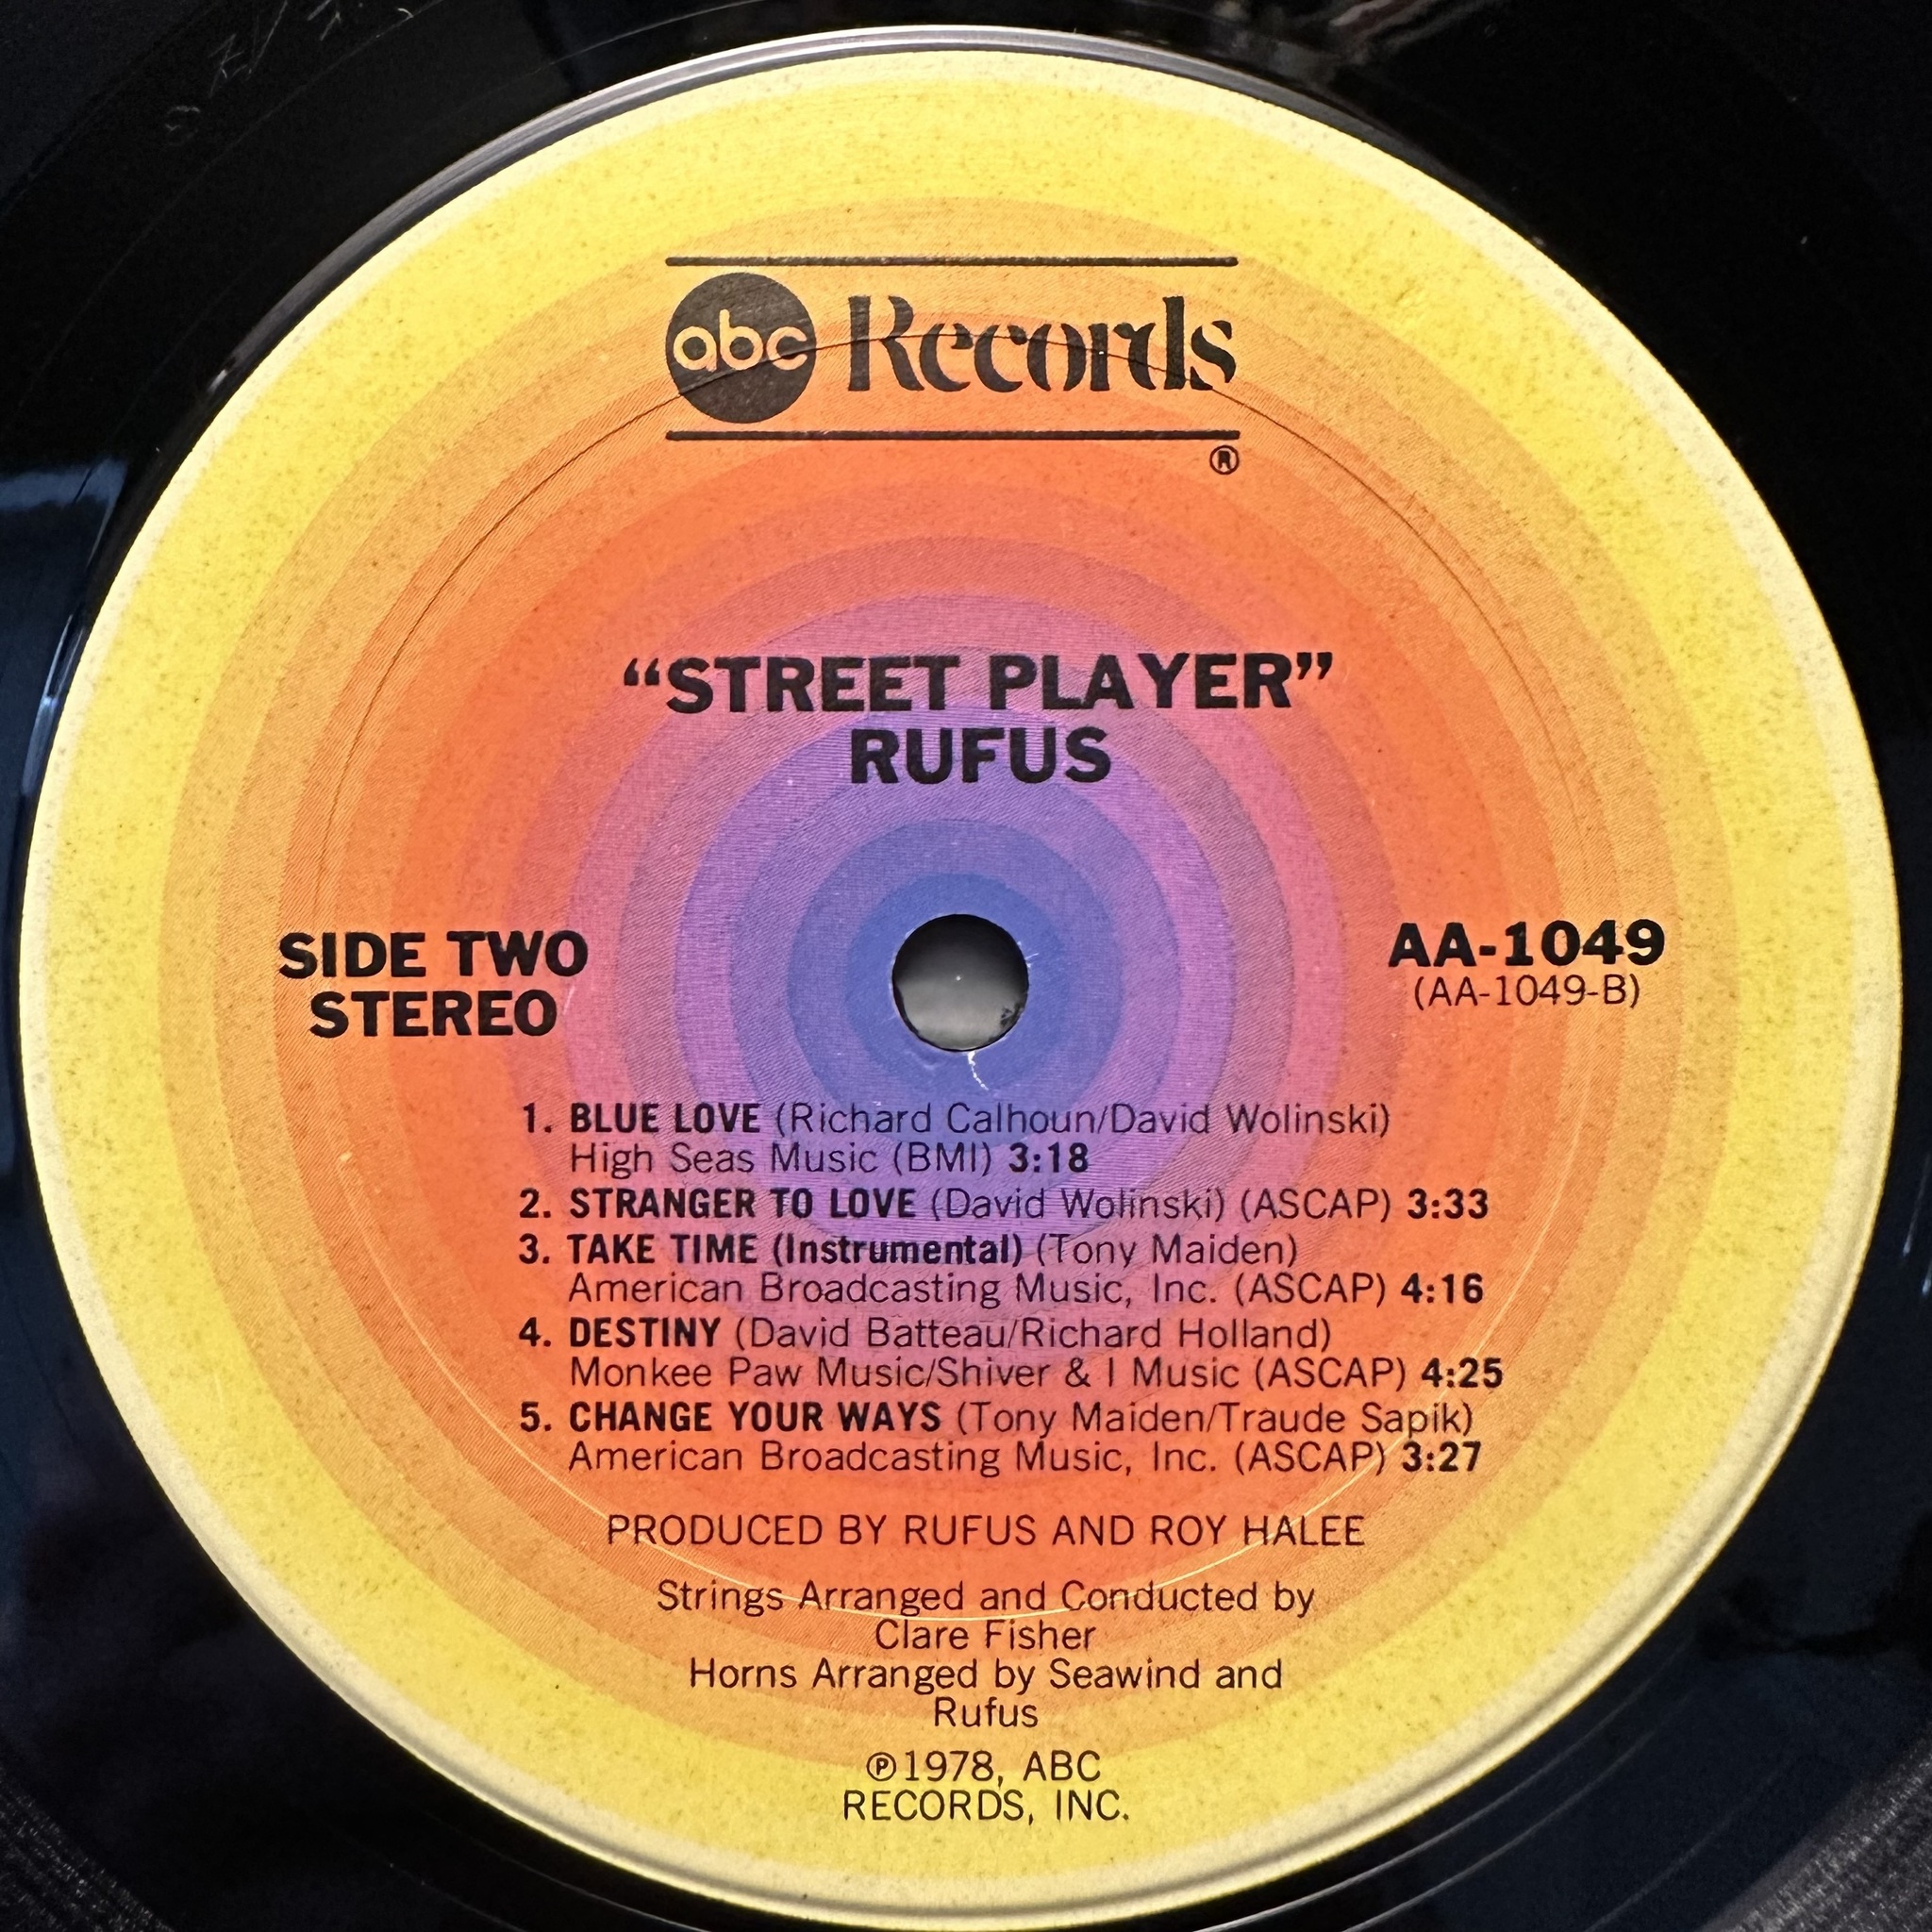 abc Records
®
“STREET PLAYER”
RUFUS
SIDE TWO
STEREO
AA-1049
(AA-1049-B)
1. BLUE LOVE (Richard Calhoun/David Wolinski)
High Seas Music (BMI) 3:18
2. STRANGER TO LOVE (David Wolinski) (ASCAP) 3:33
3. TAKE TIME (Instrumental) (Tony Maiden)
American Broadcasting Music, Inc. (ASCAP) 4:16
4. DESTINY (David Batteau/Richard Holland)
Monkee Paw Music/Shiver & I Music (ASCAP) 4:25
5. CHANGE YOUR WAYS (Tony Maiden/Traude Sapik)
American Broadcasting Music, Inc. (ASCAP) 3:27
PRODUCED BY RUFUS AND ROY HALEE
Strings Arranged and Conducted by
Clare Fisher
Horns Arranged by Seawind and
Rufus
℗1978, ABC
RECORDS, INC.